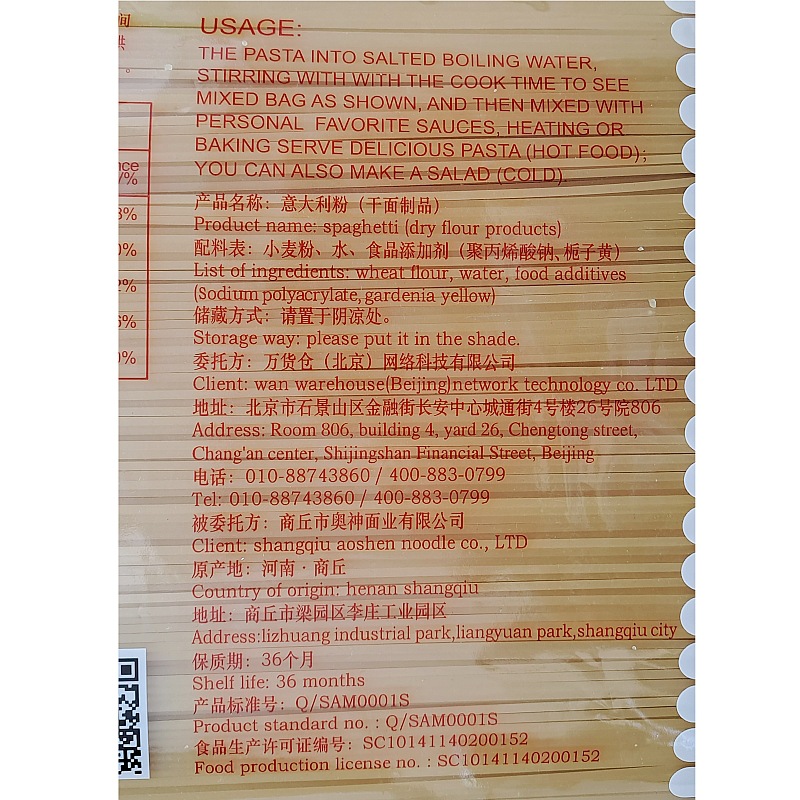 间
供
。
nce
/%
3%
0%
2%
6%
0%
USAGE:
THE PASTA INTO SALTED BOILING WATER,
STIRRING WITH WITH THE COOK TIME TO SEE
MIXED BAG AS SHOWN, AND THEN MIXED WITH
PERSONAL FAVORITE SAUCES, HEATING OR
BAKING SERVE DELICIOUS PASTA (HOT FOOD);
YOU CAN ALSO MAKE A SALAD (COLD).
产品名称：意大利粉（干面制品）
Product name: spaghetti (dry flour products)
配料表：小麦粉、水、食品添加剂（聚丙烯酸钠、栀子黄）
List of ingredients: wheat flour, water, food additives
(Sodium polyacrylate, gardenia yellow)
储藏方式：请置于阴凉处。
Storage way: please put it in the shade.
委托方：万货仓（北京）网络科技有限公司
Client: wan warehouse(Beijing)network technology co. LTD
地址：北京市石景山区金融街长安中心城通街4号楼26号院806
Address: Room 806, building 4, yard 26, Chengtong street,
Chang'an center, Shijingshan Financial Street, Beijing
电话：010-88743860 / 400-883-0799
Tel: 010-88743860 / 400-883-0799
被委托方：商丘市奥神面业有限公司
Client: shangqiu aoshen noodle co., LTD
原产地：河南·商丘
Country of origin: henan shangqiu
地址：商丘市梁园区李庄工业园区
Address:lizhuang industrial park,liangyuan park,shangqiu city
保质期：36个月
Shelf life: 36 months
产品标准号：Q/SAM0001S
Product standard no. : Q/SAM0001S
食品生产许可证编号：SC10141140200152
Food production license no. : SC10141140200152